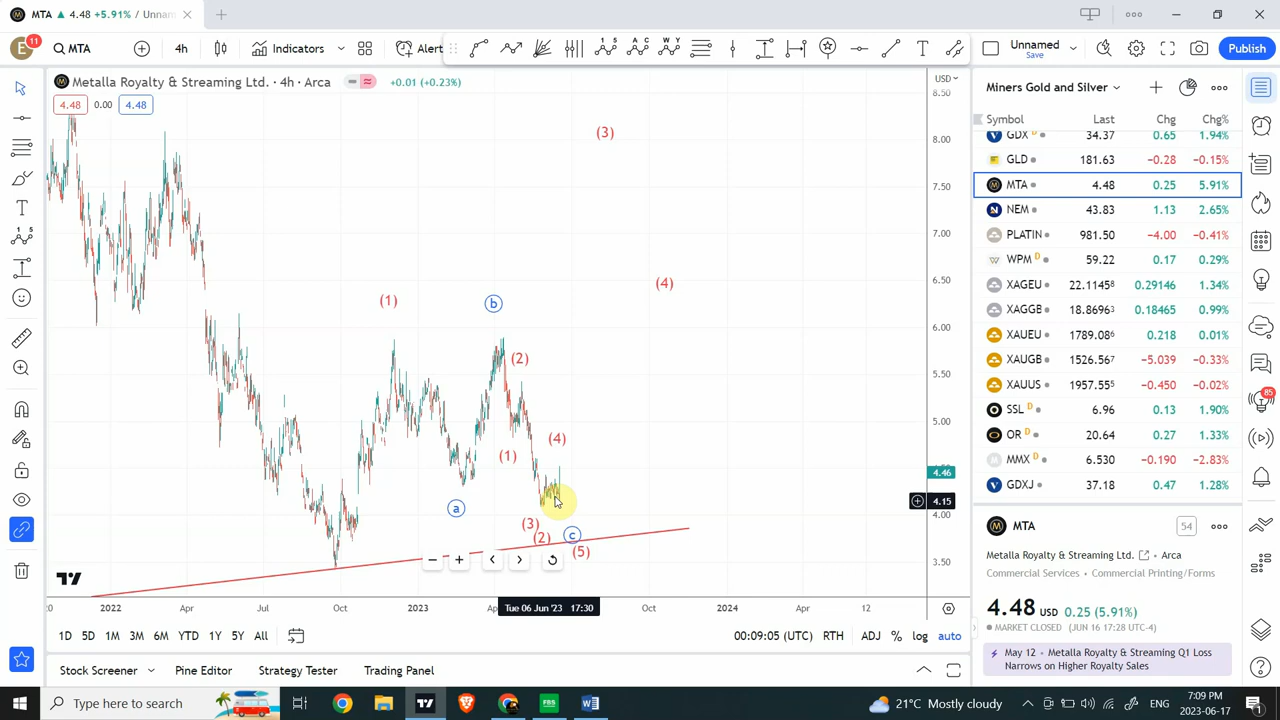 MTA ▲ 4.48 +5.91% / Unnam
E 11 MTA 4h Indicators Alert Unnamed Save Publish
Metalla Royalty & Streaming Ltd. · 4h · Arca +0.01 (+0.23%)
4.48 0.00 4.48
USD
8.50
8.00
7.50
7.00
6.50
6.00
5.50
5.00
4.46
4.15
4.00
3.50
(3)
(4)
(1)
b
(2)
(4)
(1)
a
(3)
(2)
c
(5)
2022 Apr Jul Oct 2023 Tue 06 Jun '23 17:30 Oct 2024 Apr 12
1D 5D 1M 3M 6M YTD 1Y 5Y All 00:09:05 (UTC) RTH ADJ % log auto
Stock Screener Pine Editor Strategy Tester Trading Panel
Miners Gold and Silver
Symbol Last Chg Chg%
GDX D 34.37 0.65 1.94%
GLD 181.63 −0.28 −0.15%
MTA 4.48 0.25 5.91%
NEM 43.83 1.13 2.65%
PLATIN 981.50 −4.00 −0.41%
WPM D 59.22 0.17 0.29%
XAGEU 22.1145⁸ 0.29146 1.34%
XAGGB 18.8696³ 0.18465 0.99%
XAUEU 1789.08⁶ 0.218 0.01%
XAUGB 1526.56⁷ −5.039 −0.33%
XAUUS 1957.55⁵ −0.450 −0.02%
SSL D 6.96 0.13 1.90%
OR D 20.64 0.27 1.33%
MMX D 6.530 −0.190 −2.83%
GDXJ 37.18 0.47 1.28%
MTA 54
Metalla Royalty & Streaming Ltd. Arca
Commercial Services · Commercial Printing/Forms
4.48 USD 0.25 (5.91%)
MARKET CLOSED (JUN 16 17:28 UTC-4)
May 12 · Metalla Royalty & Streaming Q1 Loss
Narrows on Higher Royalty Sales
85
Type here to search
FBS
21°C Mostly cloudy
7:09 PM
2023-06-17